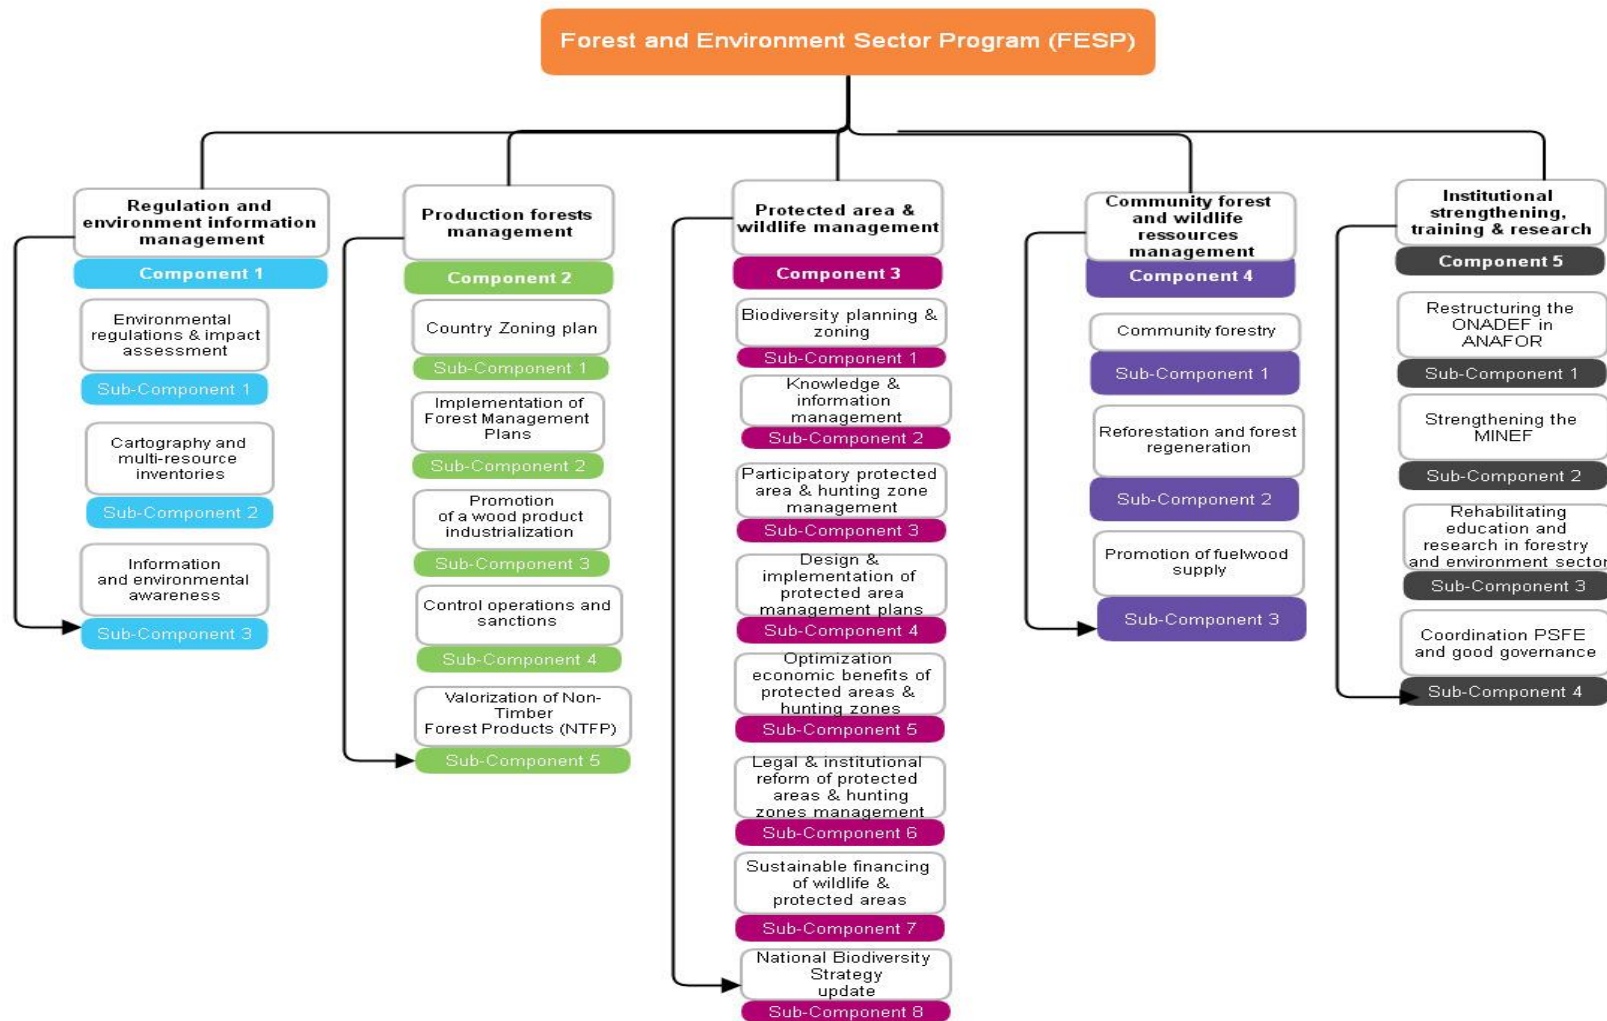 Forest and Environment Sector Program (FESP)
Regulation and
environment information
management
Component 1
Environmental
regulations & impact
assessment
Sub-Component 1
Cartography and
multi-resource
inventories
Sub-Component 2
Information
and environmental
awareness
Sub-Component 3
Production forests
management
Component 2
Country Zoning plan
Sub-Component 1
Implementation of
Forest Management
Plans
Sub-Component 2
Promotion
of a wood product
industrialization
Sub-Component 3
Control operations and
sanctions
Sub-Component 4
Valorization of Non-
Timber
Forest Products (NTFP)
Sub-Component 5
Protected area &
wildlife management
Component 3
Biodiversity planning &
zoning
Sub-Component 1
Knowledge &
information
management
Sub-Component 2
Participatory protected
area & hunting zone
management
Sub-Component 3
Design &
implementation of
protected area
management plans
Sub-Component 4
Optimization
economic benefits of
protected areas &
hunting zones
Sub-Component 5
Legal & institutional
reform of protected
areas & hunting
zones management
Sub-Component 6
Sustainable financing
of wildlife &
protected areas
Sub-Component 7
National Biodiversity
Strategy
update
Sub-Component 8
Community forest
and wildlife
ressources
management
Component 4
Community forestry
Sub-Component 1
Reforestation and forest
regeneration
Sub-Component 2
Promotion of fuelwood
supply
Sub-Component 3
Institutional
strengthening,
training & research
Component 5
Restructuring the
ONADEF in
ANAFOR
Sub-Component 1
Strengthening the
MINEF
Sub-Component 2
Rehabilitating
education and
research in forestry
and environment sector
Sub-Component 3
Coordination PSFE
and good governance
Sub-Component 4